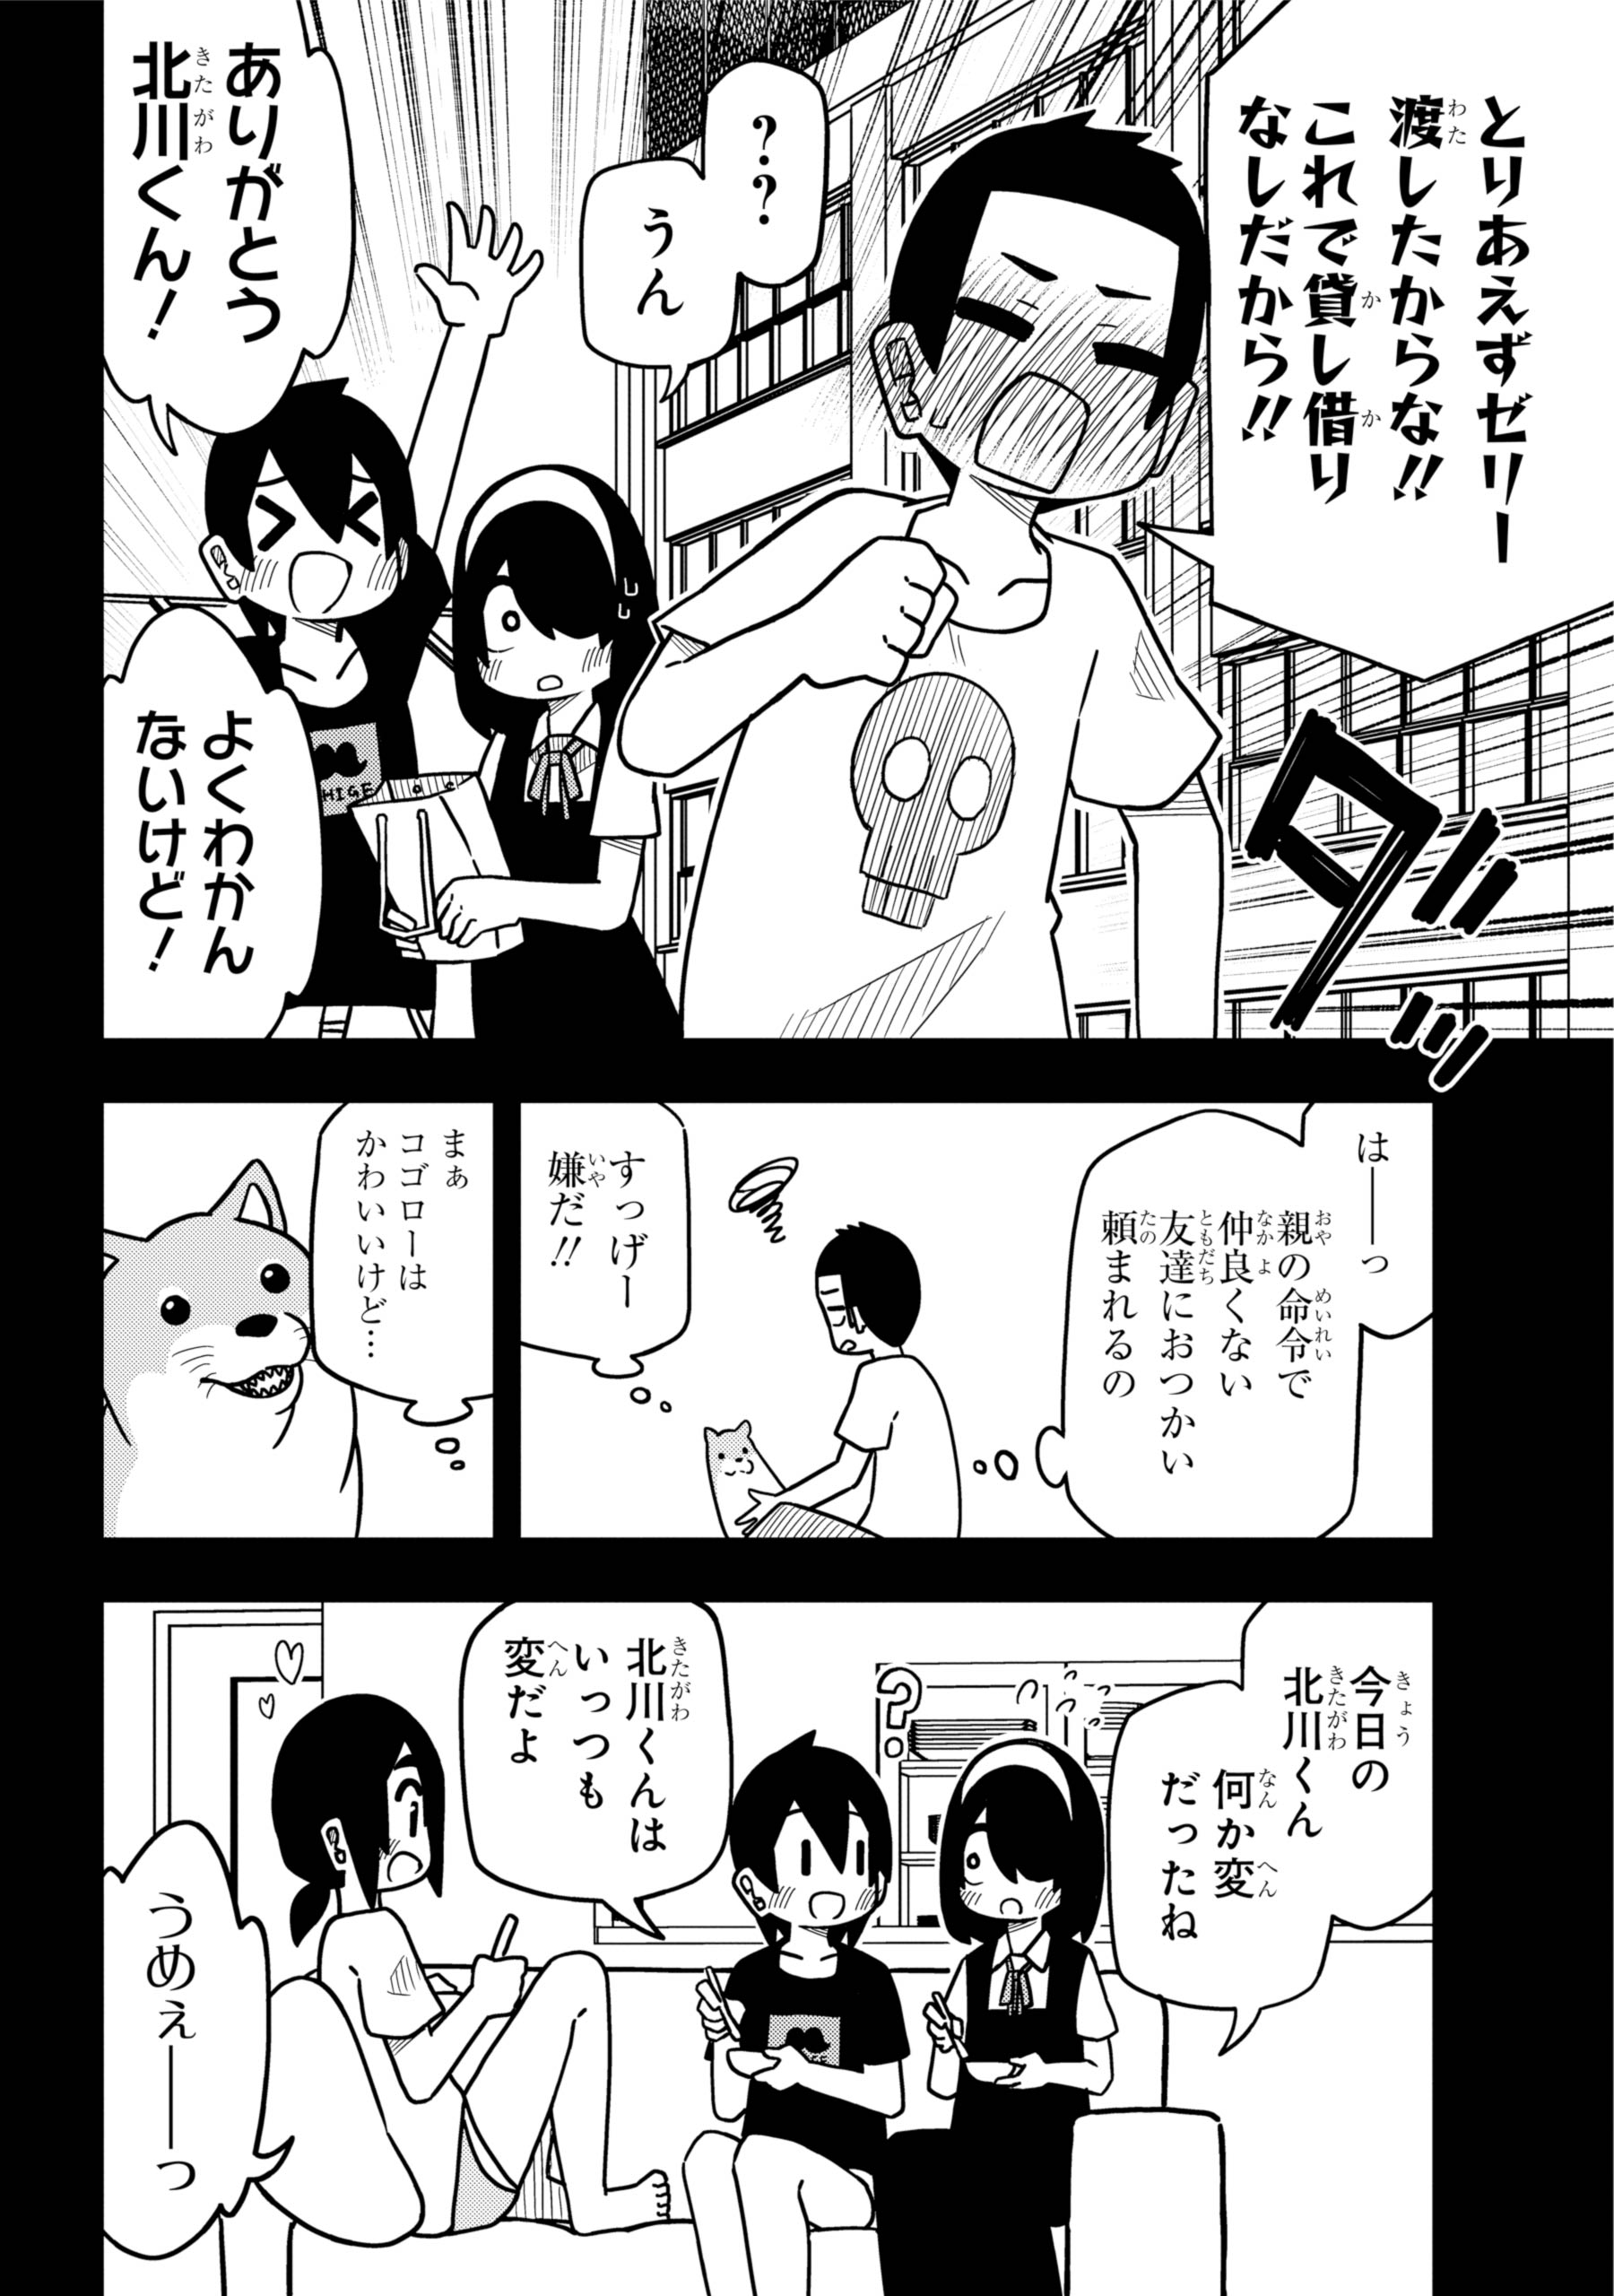 とりあえずゼリー
渡したからな!!
これで貸し借り
なしだから!!
??
うん
ありがとう
北川くん!
よくわかん
ないけど!
HIGE
ダッ
はーっ
親の命令で
仲良くない
友達におつかい
頼まれるの
すっげー
嫌だ!!
まぁ
コゴローは
かわいいけど…
今日の
北川くん
何か変
だったね
?
北川くんは
いっつも
変だよ
うめぇーっ